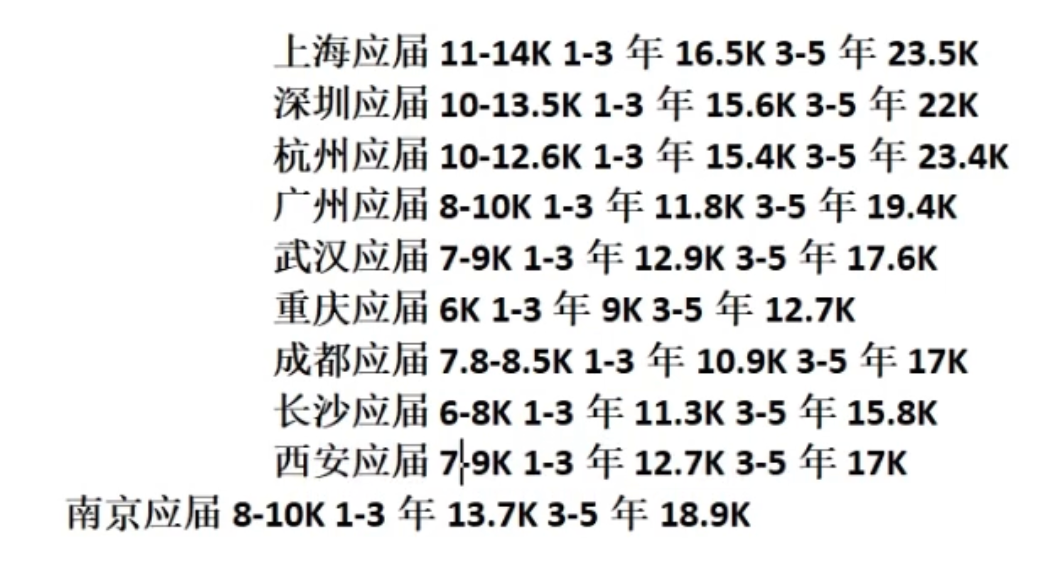 上海应届 11-14K 1-3 年 16.5K 3-5 年 23.5K
深圳应届 10-13.5K 1-3 年 15.6K 3-5 年 22K
杭州应届 10-12.6K 1-3 年 15.4K 3-5 年 23.4K
广州应届 8-10K 1-3 年 11.8K 3-5 年 19.4K
武汉应届 7-9K 1-3 年 12.9K 3-5 年 17.6K
重庆应届 6K 1-3 年 9K 3-5 年 12.7K
成都应届 7.8-8.5K 1-3 年 10.9K 3-5 年 17K
长沙应届 6-8K 1-3 年 11.3K 3-5 年 15.8K
西安应届 7-9K 1-3 年 12.7K 3-5 年 17K
南京应届 8-10K 1-3 年 13.7K 3-5 年 18.9K